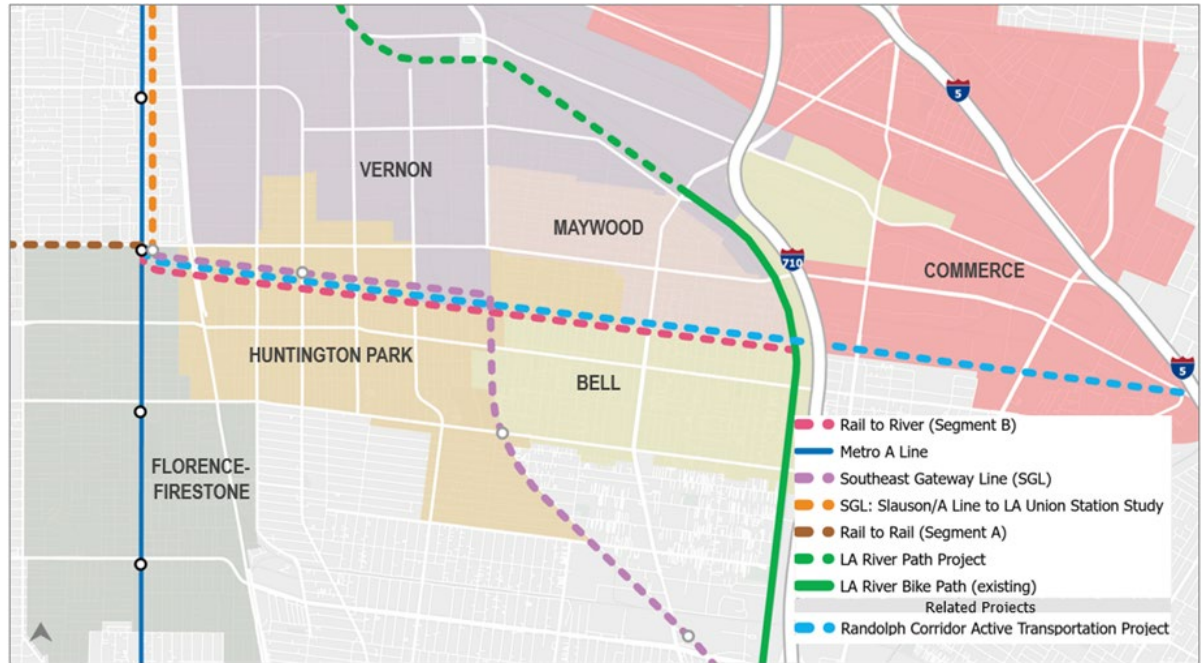 5
VERNON
MAYWOOD
710
COMMERCE
HUNTINGTON PARK
BELL
5
FLORENCE-
FIRESTONE
Rail to River (Segment B)
Metro A Line
Southeast Gateway Line (SGL)
SGL: Slauson/A Line to LA Union Station Study
Rail to Rail (Segment A)
LA River Path Project
LA River Bike Path (existing)
Related Projects
Randolph Corridor Active Transportation Project